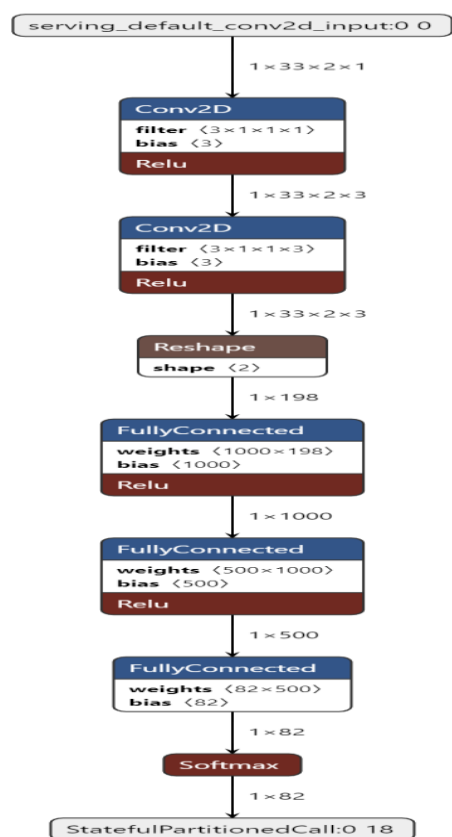 serving_default_conv2d_input:0 0
1×33×2×1
Conv2D
filter ⟨3×1×1×1⟩
bias ⟨3⟩
Relu
1×33×2×3
Conv2D
filter ⟨3×1×1×3⟩
bias ⟨3⟩
Relu
1×33×2×3
Reshape
shape ⟨2⟩
1×198
FullyConnected
weights ⟨1000×198⟩
bias ⟨1000⟩
Relu
1×1000
FullyConnected
weights ⟨500×1000⟩
bias ⟨500⟩
Relu
1×500
FullyConnected
weights ⟨82×500⟩
bias ⟨82⟩
1×82
Softmax
1×82
StatefulPartitionedCall:0 18